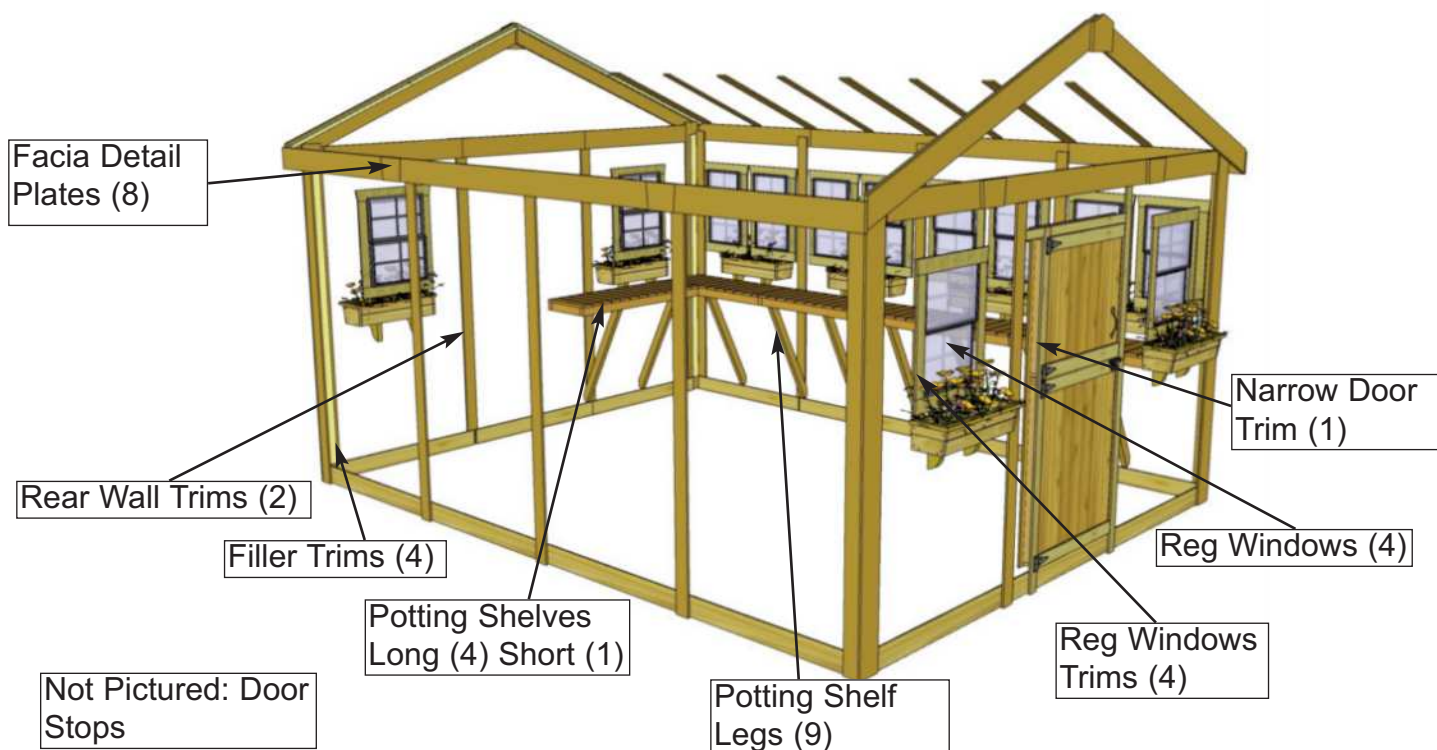 Facia Detail
Plates (8)
Rear Wall Trims (2)
Filler Trims (4)
Potting Shelves
Long (4) Short (1)
Not Pictured: Door
Stops
Potting Shelf
Legs (9)
Reg Windows
Trims (4)
Reg Windows (4)
Narrow Door
Trim (1)